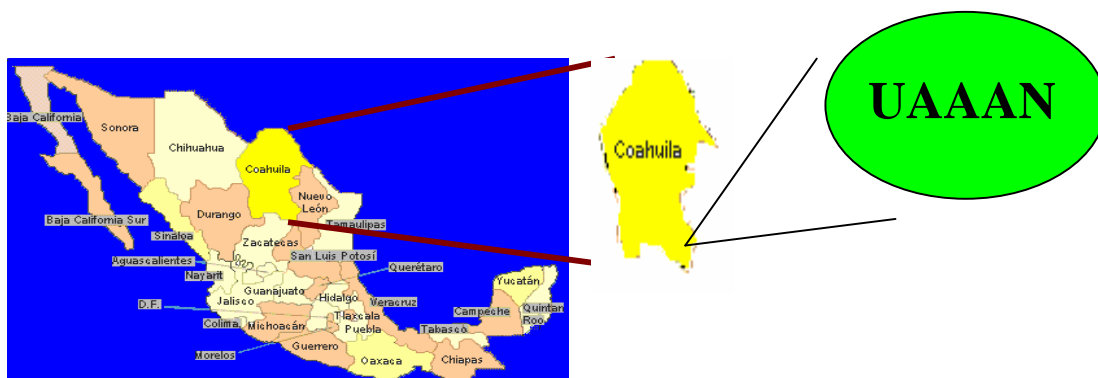 Baja California
Sonora
Chihuahua
Coahuila
Nuevo
León
Durango
Baja California Sur
Sinaloa
Tamaulipas
Zacatecas
San Luis Potosí
Aguascalientes
Querétaro
Nayarit
Guanajuato
Yucatán
Jalisco
Hidalgo
D.F.
Veracruz
Campeche
Quintan
Roo
Colima
Michoacán
Tlaxcala
Puebla
Tabasco
Morelos
Guerrero
Oaxaca
Chiapas
Coahuila
UAAAN